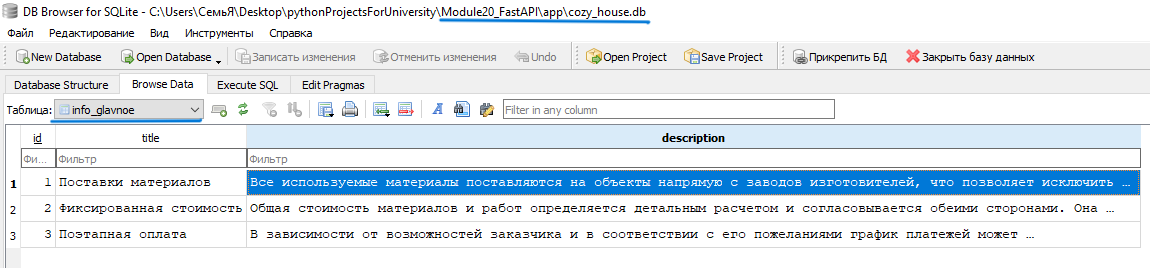 DB Browser for SQLite - C:\Users\СемьЯ\Desktop\pythonProjectsForUniversity\Module20_FastAPI\app\cozy_house.db
Файл Редактирование Вид Инструменты Справка
New Database Open Database Записать изменения Отменить изменения Undo Open Project Save Project Прикрепить БД Закрыть базу данных
Database Structure Browse Data Execute SQL Edit Pragmas
Таблица: info_glavnoe Filter in any column
id title description
Фи... Фильтр Фильтр
1 1 Поставки материалов Все используемые материалы поставляются на объекты напрямую с заводов изготовителей, что позволяет исключить …
2 2 Фиксированная стоимость Общая стоимость материалов и работ определяется детальным расчетом и согласовывается обеими сторонами. Она …
3 3 Поэтапная оплата В зависимости от возможностей заказчика и в соответствии с его пожеланиями график платежей может …